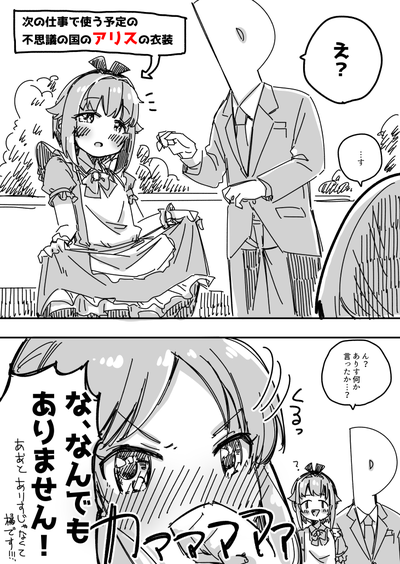 次の仕事で使う予定の
不思議の国のアリスの衣装
え?
…す
ん?
ありす何か
言ったか…?
くるっ
な、なんでも
ありません!
あおと ありすじゃなくて
橘です!!!
カァァァァァ
?